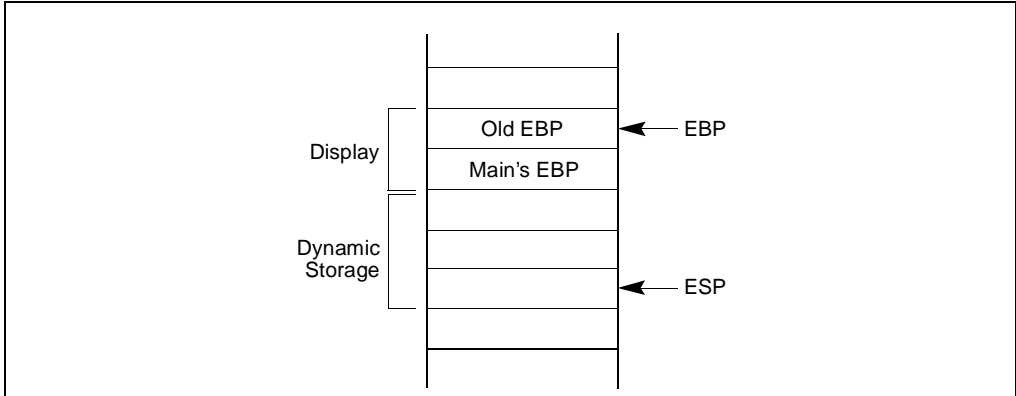 Old EBP
EBP
Display
Main's EBP
Dynamic
Storage
ESP